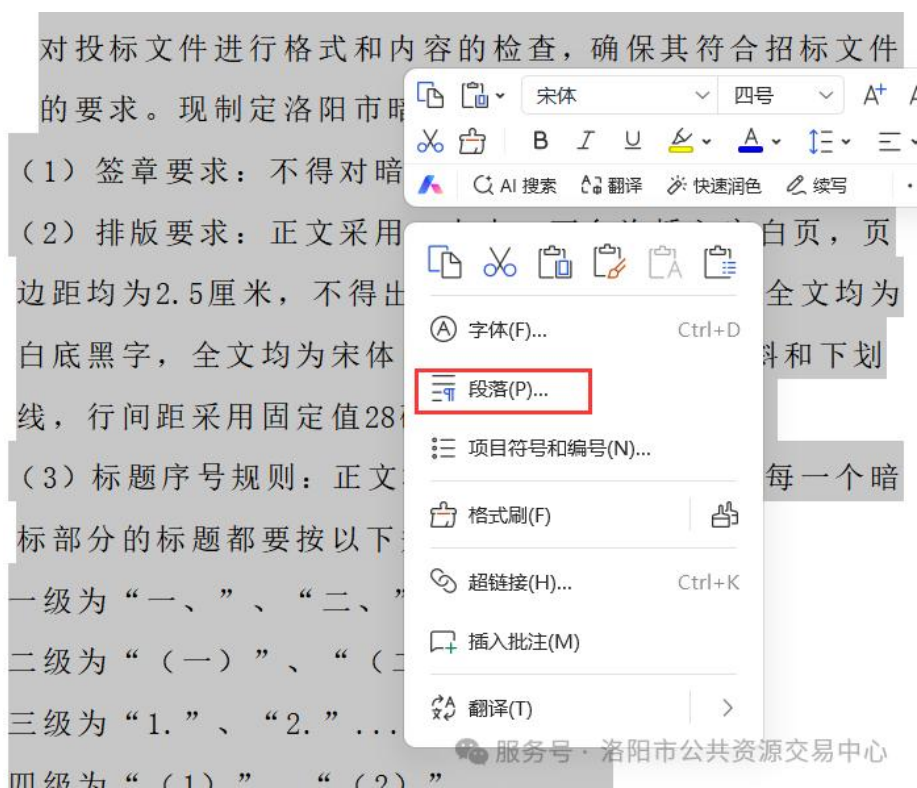 对投标文件进行格式和内容的检查，确保其符合招标文件
的要求。现制定洛阳市暗
（1）签章要求：不得对暗
（2）排版要求：正文采用
白页，页
边距均为2.5厘米，不得出
全文均为
白底黑字，全文均为宋体
和下划
线，行间距采用固定值28
（3）标题序号规则：正文
每一个暗
标部分的标题都要按以下
一级为“一、”、“二、”
二级为“（一）”、“（二
三级为“1.”、“2.”...
四级为“（1）”、“（2）”
宋体 四号 A+
B I U A
AI 搜索 翻译 快速润色 续写
字体(F)... Ctrl+D
段落(P)...
项目符号和编号(N)...
格式刷(F)
超链接(H)... Ctrl+K
插入批注(M)
翻译(T)
服务号 · 洛阳市公共资源交易中心